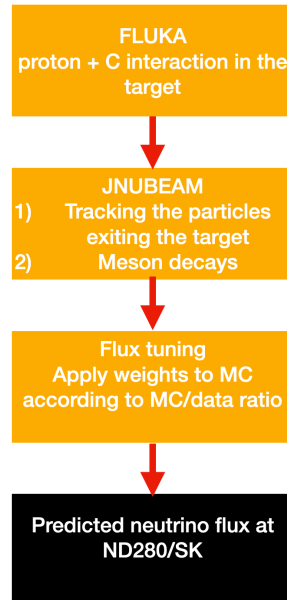 FLUKA
proton + C interaction in the
target
JNUBEAM
1) Tracking the particles
exiting the target
2) Meson decays
Flux tuning
Apply weights to MC
according to MC/data ratio
Predicted neutrino flux at
ND280/SK